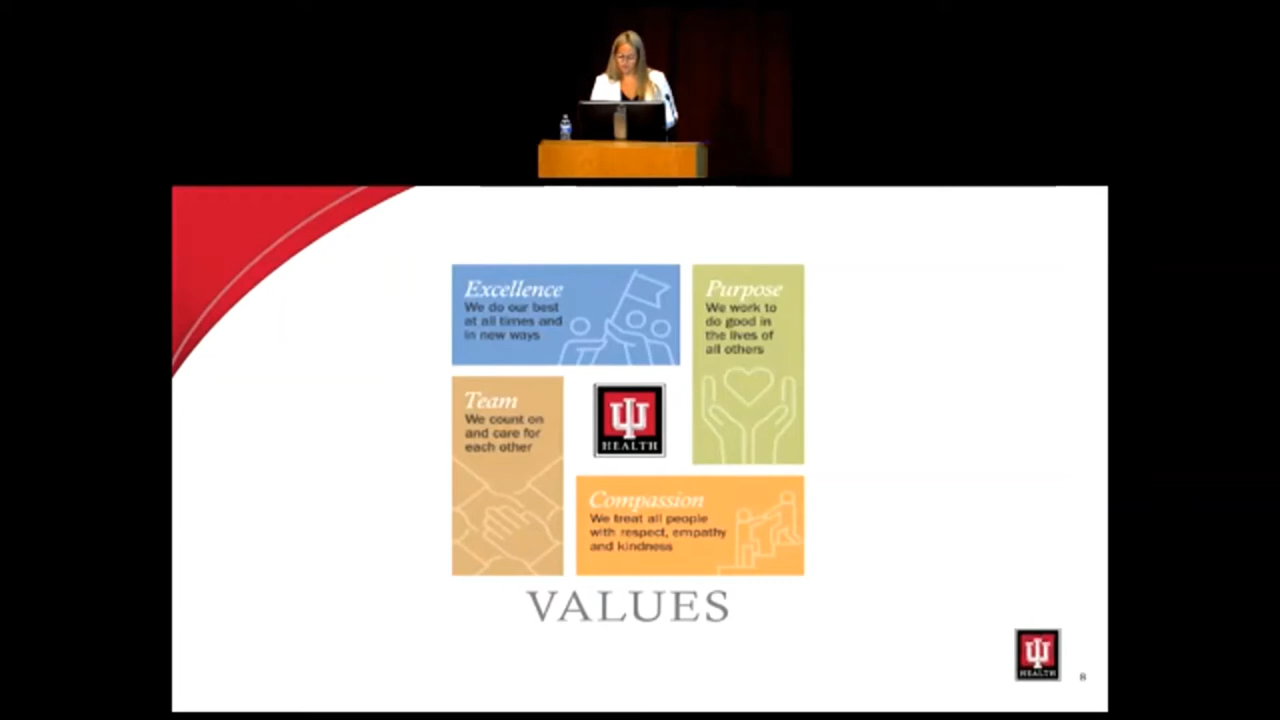 Excellence
We do our best
at all times and
in new ways
Purpose
We work to
do good in
the lives of
all others
Team
We count on
and care for
each other
HEALTH
Compassion
We treat all people
with respect, empathy
and kindness
VALUES
HEALTH
8